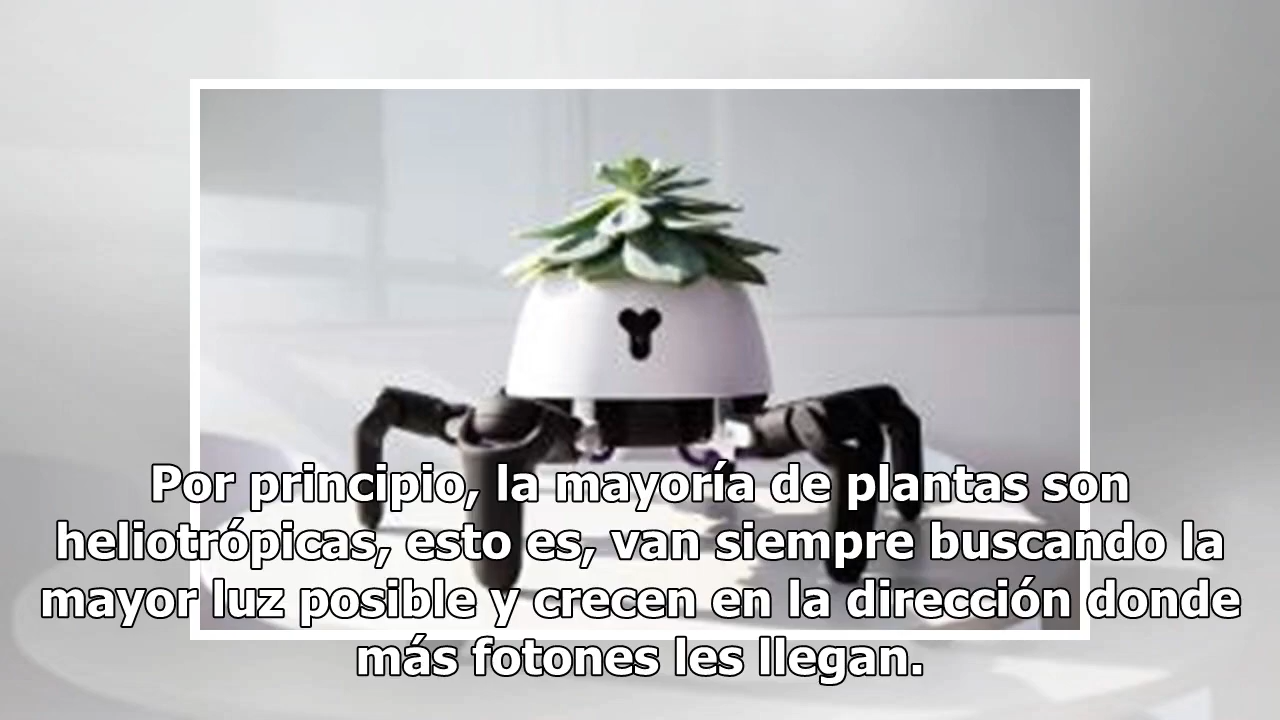 Por principio, la mayoría de plantas son
heliotrópicas, esto es, van siempre buscando la
mayor luz posible y crecen en la dirección donde
más fotones les llegan.